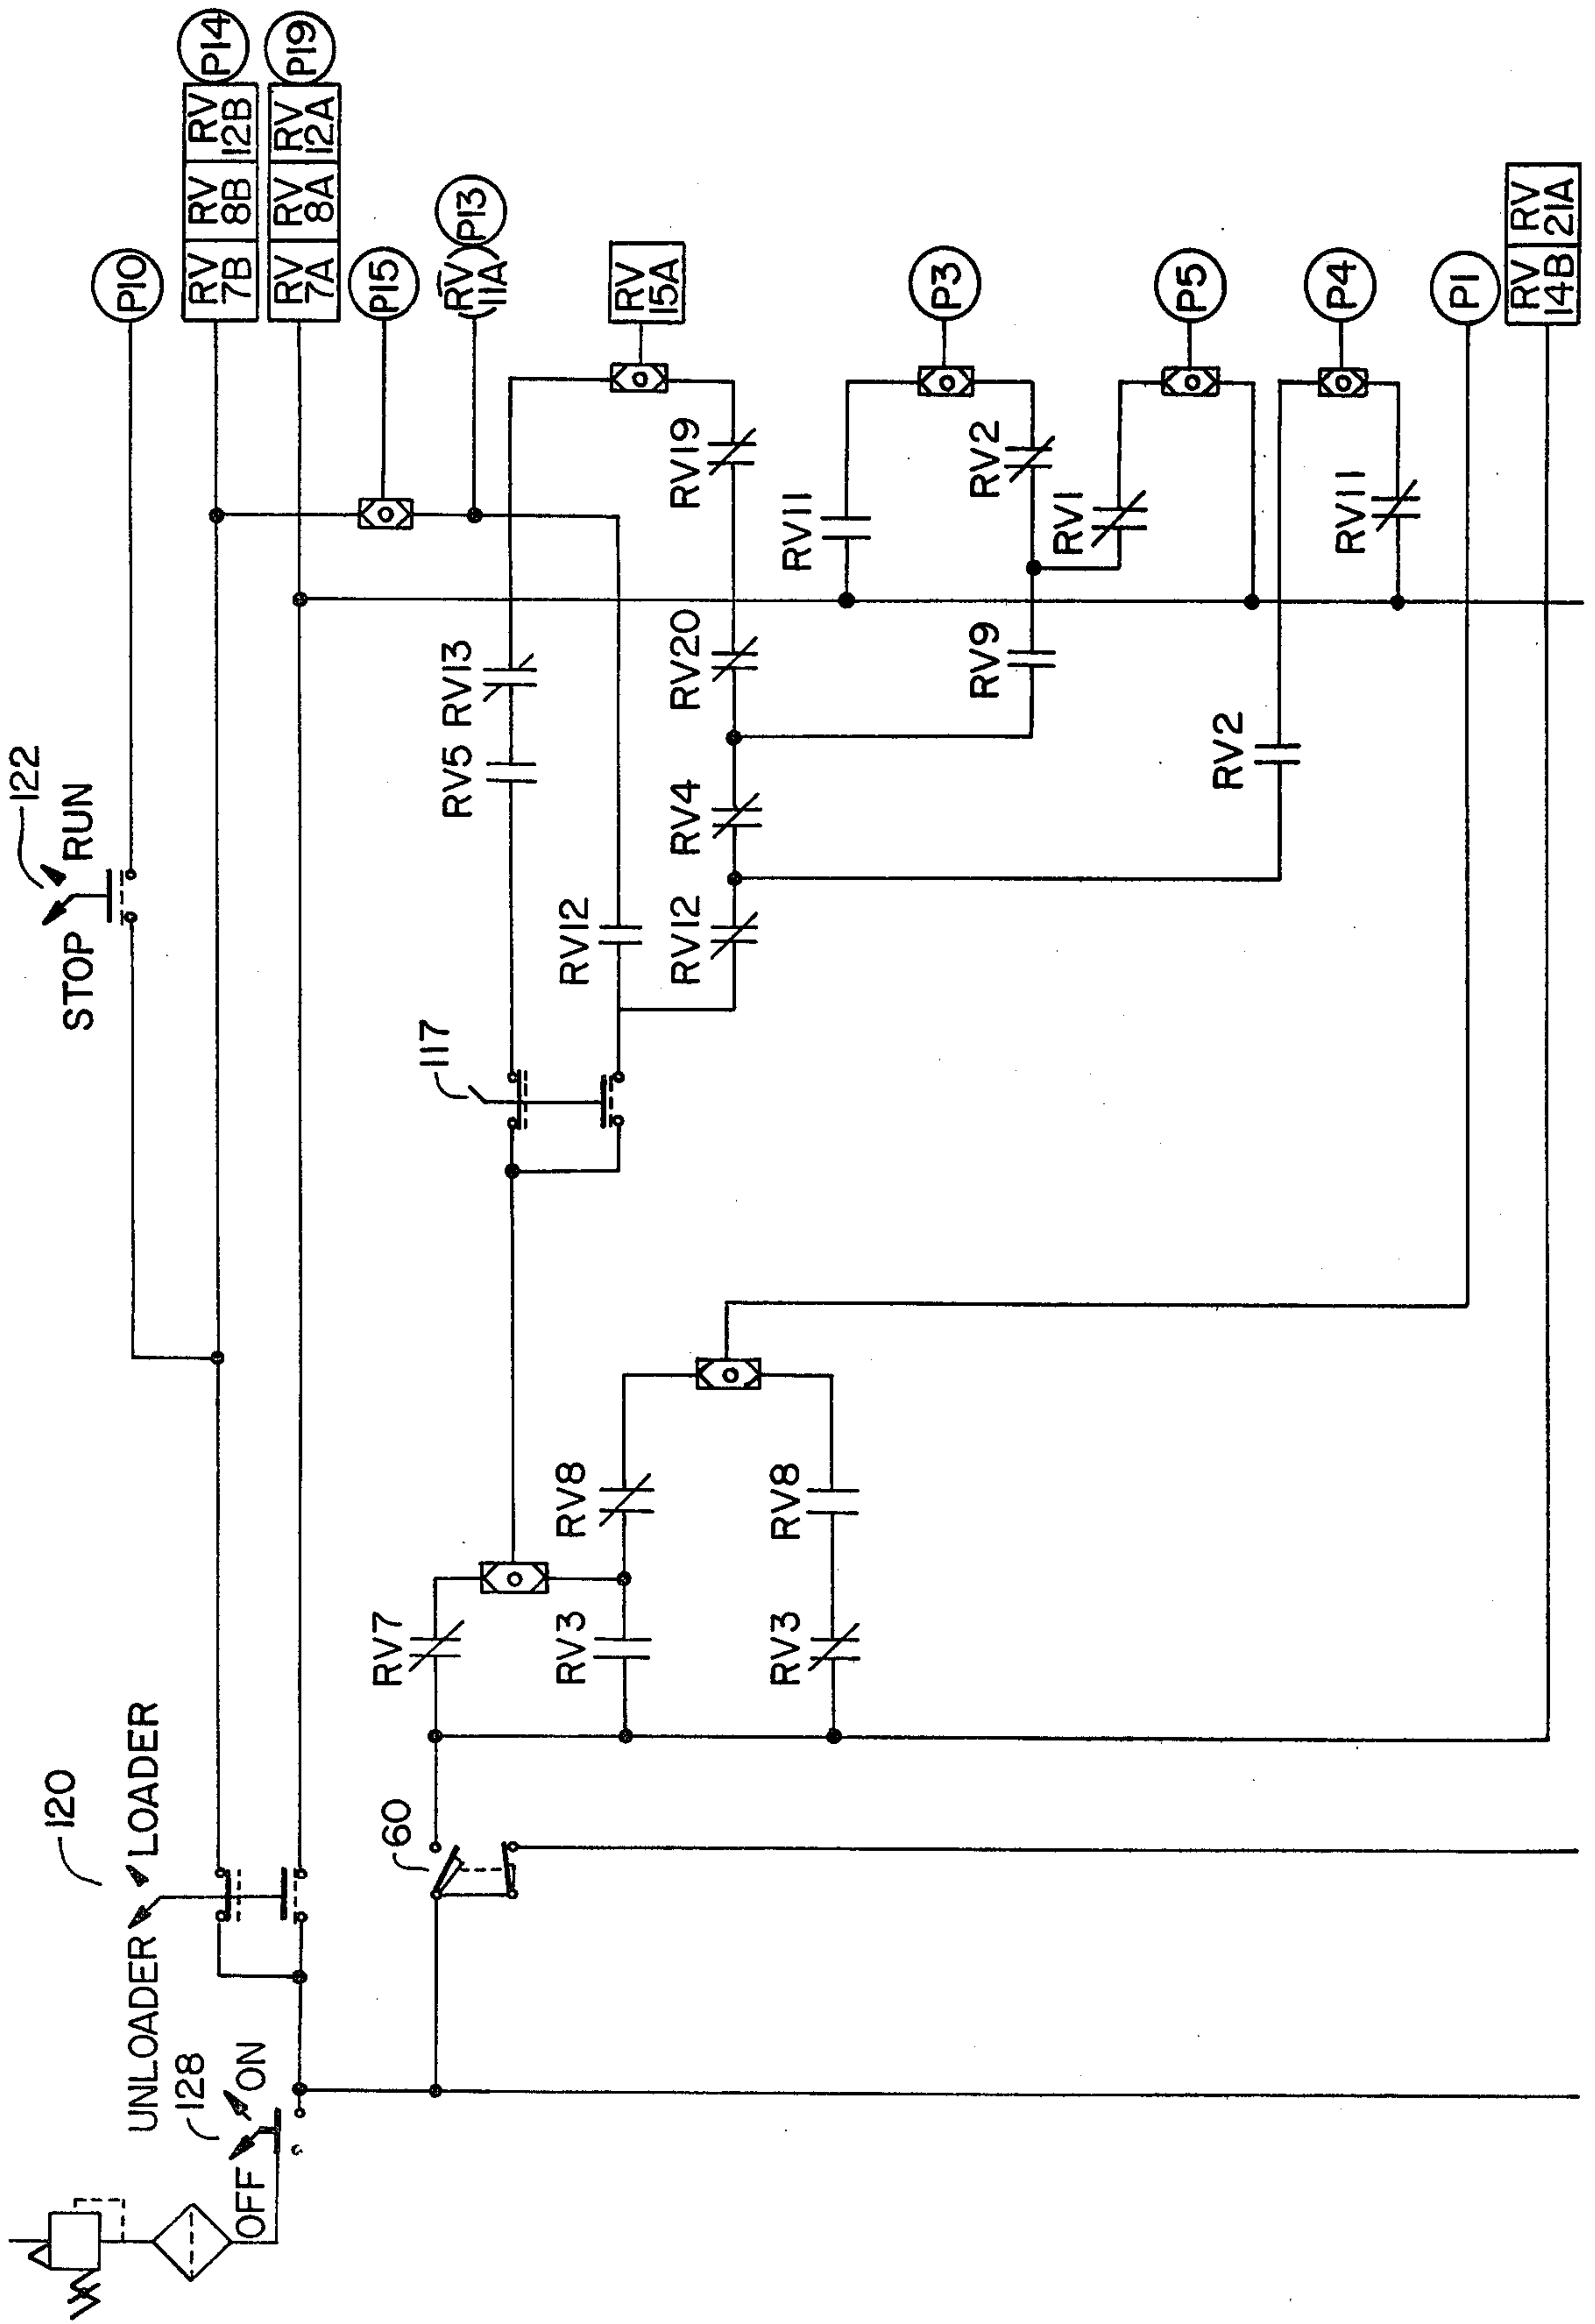 122
STOP RUN
P10
120
UNLOADER LOADER
RV 7B RV 8B RV 12B P14
128
OFF ON
RV 7A RV 8A RV 12A P19
P15
RV 11A P13
117
RV5 RV13
60
RV7
RV12
RV 15A
RV3 RV8
RV12 RV4 RV20 RV19
RV3 RV8
RV11
P3
RV9 RV2
RV1
P5
RV2
RV11
P4
P1
RV 14B RV 21A